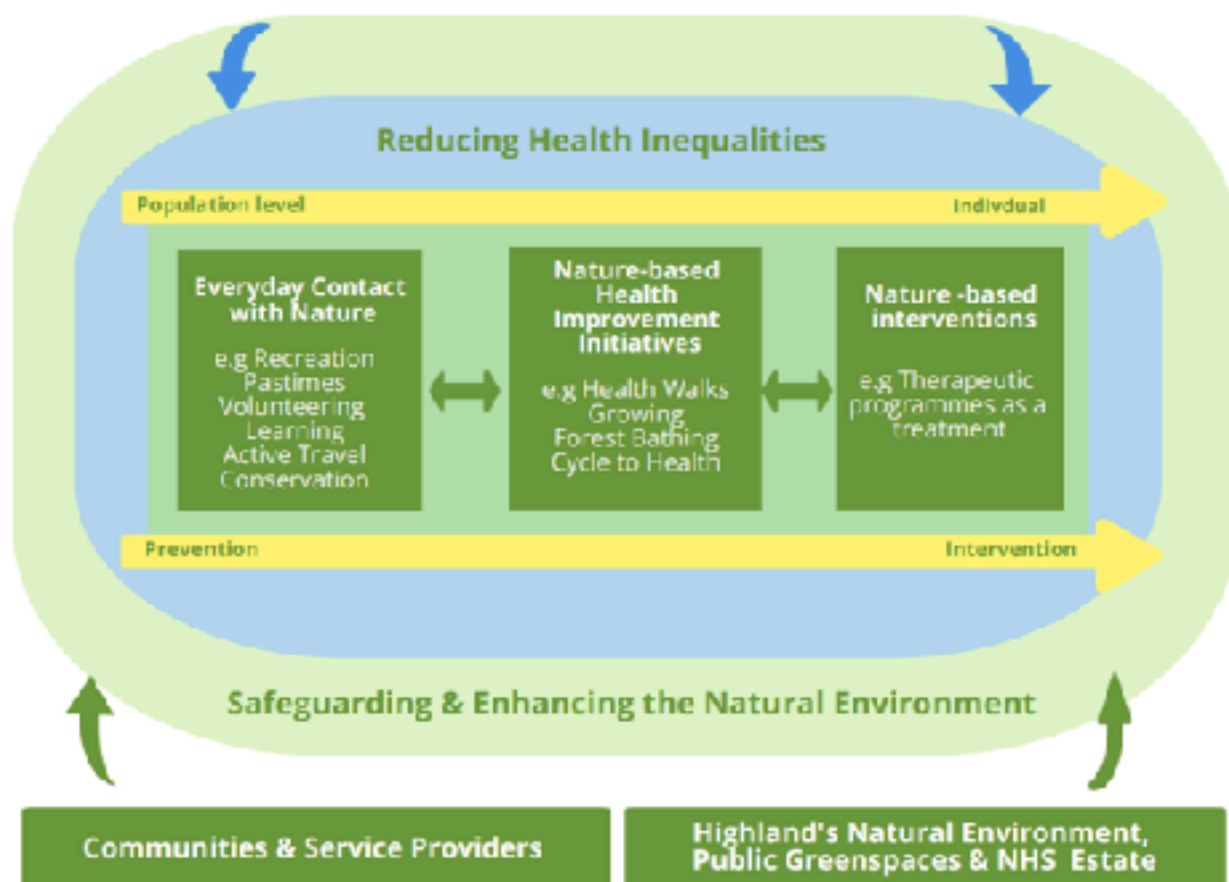 Reducing Health Inequalities
Population level
Indivdual
Everyday Contact
with Nature
e.g Recreation
Pastimes
Volunteering
Learning
Active Travel
Conservation
Nature-based
Health
Improvement
Initiatives
e.g Health Walks
Growing
Forest Bathing
Cycle to Health
Nature -based
interventions
e.g Therapeutic
programmes as a
treatment
Prevention
Intervention
Safeguarding & Enhancing the Natural Environment
Communities & Service Providers
Highland's Natural Environment,
Public Greenspaces & NHS Estate